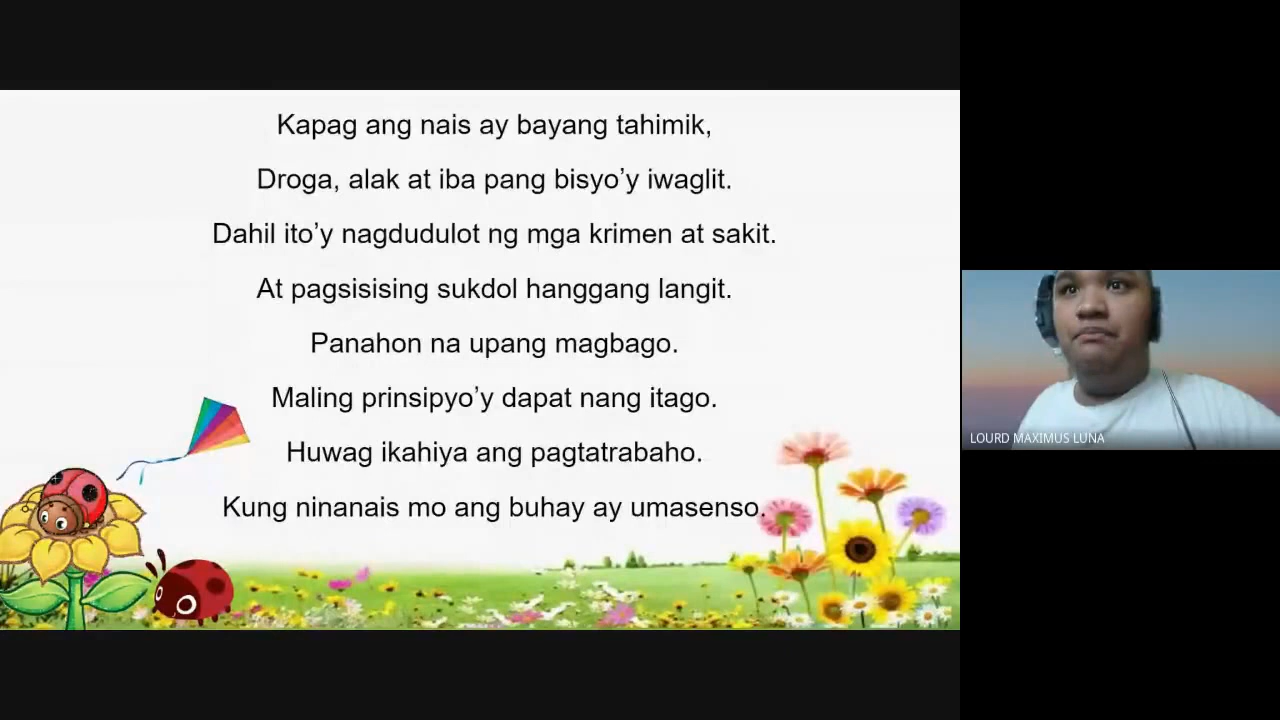 Kapag ang nais ay bayang tahimik,
Droga, alak at iba pang bisyo’y iwaglit.
Dahil ito’y nagdudulot ng mga krimen at sakit.
At pagsisising sukdol hanggang langit.
Panahon na upang magbago.
Maling prinsipyo’y dapat nang itago.
Huwag ikahiya ang pagtatrabaho.
Kung ninanais mo ang buhay ay umasenso.
LOURD MAXIMUS LUNA